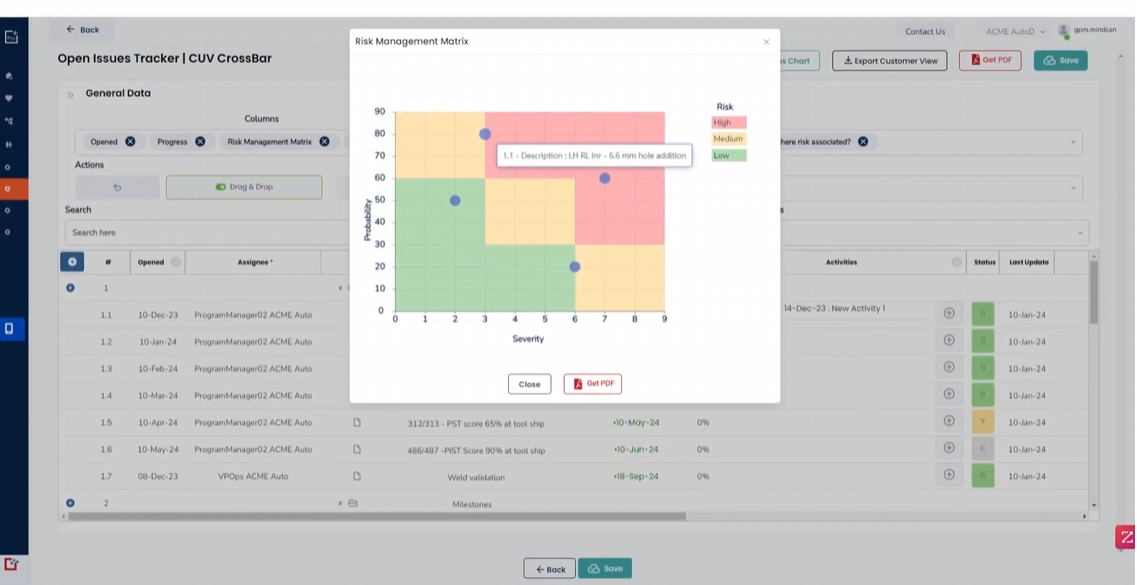 ← Back
Contact Us
ACME AutoD
gpm.mindcan
Open Issues Tracker | CUV CrossBar
s Chart
Export Customer View
Get PDF
Save
Risk Management Matrix
×
General Data
Columns
Opened
Progress
Risk Management Matrix
here risk associated?
Actions
Drag & Drop
Search
s
Search here
90
80
70
60
50
40
30
20
10
0
Probability
0 1 2 3 4 5 6 7 8 9
Severity
1.1 - Description : LH RL Inr - 6.6 mm hole addition
Risk
High
Medium
Low
Close
Get PDF
# Opened Assignee * Activities Status Last Update
1
1.1 10-Dec-23 ProgramManager02 ACME Auto 14-Dec-23 : New Activity 1 G 10-Jan-24
1.2 10-Jan-24 ProgramManager02 ACME Auto G 10-Jan-24
1.3 10-Feb-24 ProgramManager02 ACME Auto G 10-Jan-24
1.4 10-Mar-24 ProgramManager02 ACME Auto G 10-Jan-24
1.5 10-Apr-24 ProgramManager02 ACME Auto 312/313 - PST score 65% at tool ship •10-May-24 0% Y 10-Jan-24
1.6 10-May-24 ProgramManager02 ACME Auto 486/487 -PIST Score 90% at tool ship •10-Jun-24 0% C 10-Jan-24
1.7 08-Dec-23 VPOps ACME Auto Weld validation •18-Sep-24 0% G 10-Jan-24
2 Milestones
← Back
Save